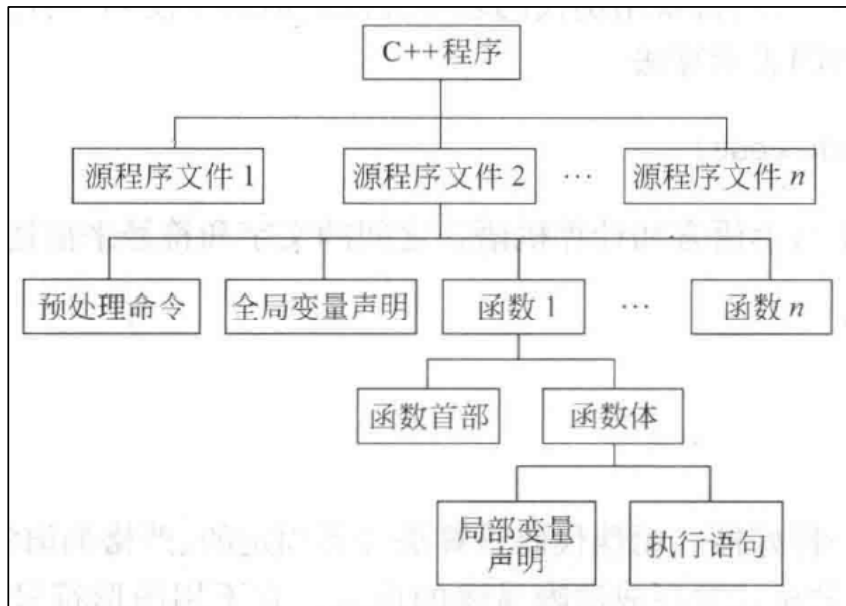 C++程序
源程序文件 1
源程序文件 2
…
源程序文件 n
预处理命令
全局变量声明
函数 1
…
函数 n
函数首部
函数体
局部变量
声明
执行语句